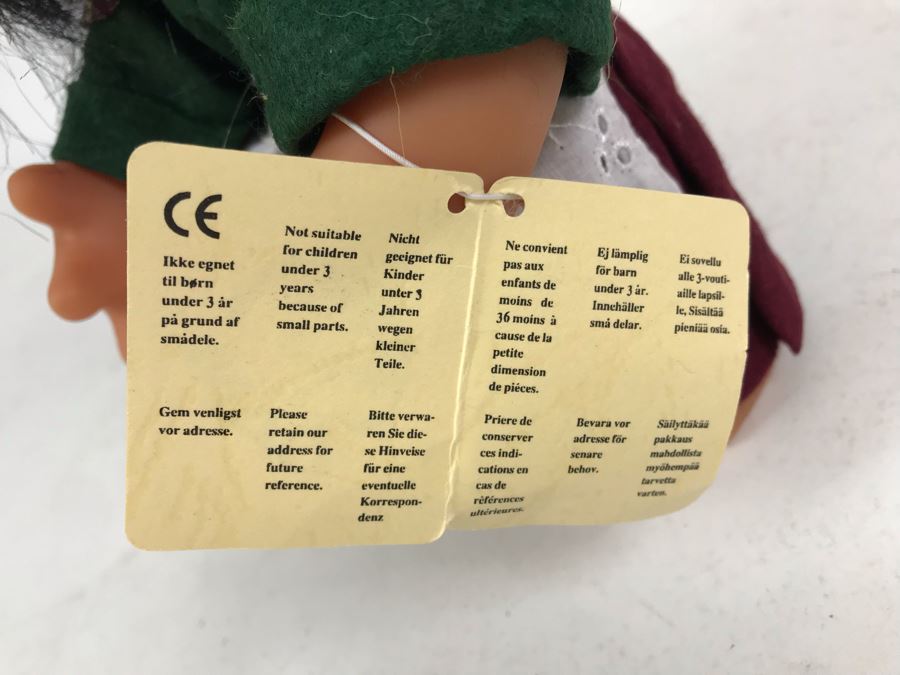 CE
Ikke egnet
til børn
under 3 år
på grund af
smådele.
Not suitable
for children
under 3
years
because of
small parts.
Nicht
geeignet für
Kinder
unter 3
Jahren
wegen
kleiner
Teile.
Ne convient
pas aux
enfants de
moins de
36 moins à
cause de la
petite
dimension
de piéces.
Ej lämplig
för barn
under 3 år.
Innehäller
små delar.
Ei sovellu
alle 3-vouti-
aille lapsil-
le, Sisältää
pieniää osia.
Gem venligst
vor adresse.
Please
retain our
address for
future
reference.
Bitte verwa-
ren Sie die-
se Hinweise
für eine
eventuelle
Korrespon-
denz
Priere de
conserver
ces indi-
cations en
cas de
rèférences
ultérieures.
Bevara vor
adresse för
senare
behov.
Säilyttäkää
pakkaus
mahdollista
myöhempää
tarvetta
varten.